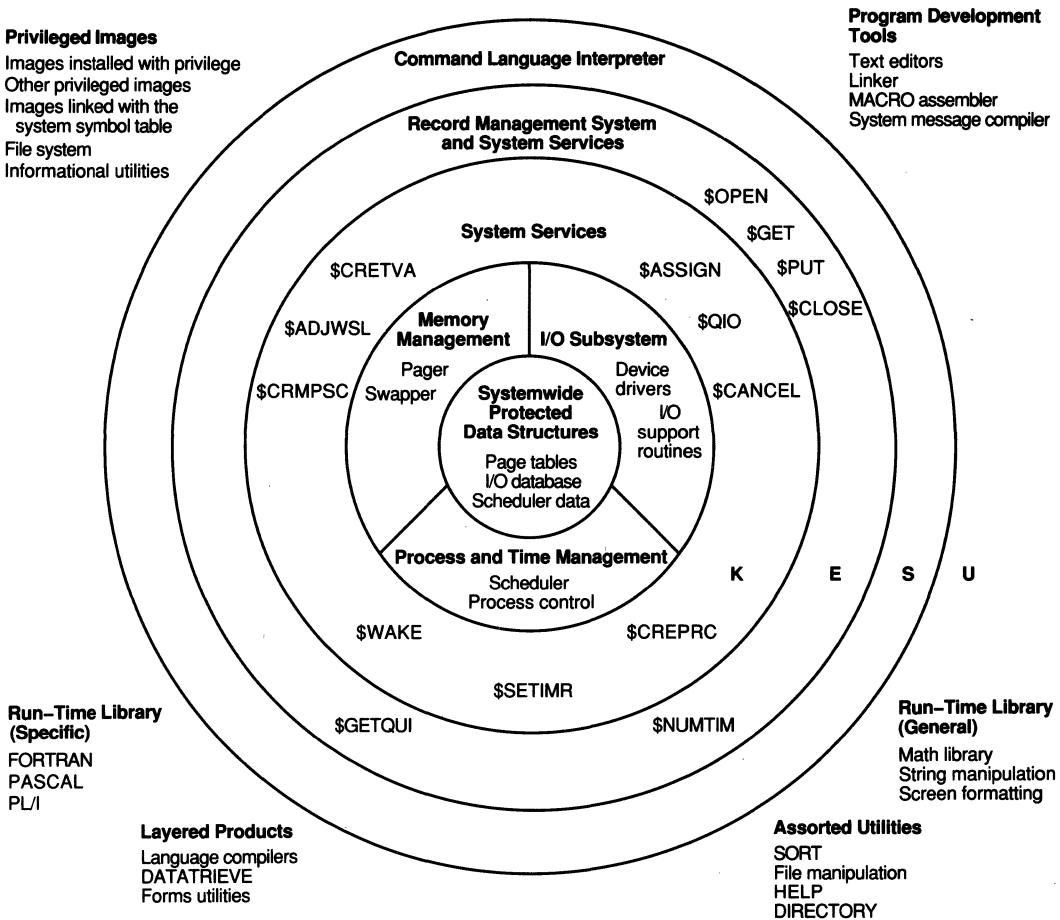 Privileged Images
Images installed with privilege
Other privileged images
Images linked with the
system symbol table
File system
Informational utilities
Program Development
Tools
Text editors
Linker
MACRO assembler
System message compiler
Command Language Interpreter
Record Management System
and System Services
$OPEN
$GET
$PUT
$CLOSE
System Services
$CRETVA
$ADJWSL
$CRMPSC
$ASSIGN
$QIO
$CANCEL
Memory
Management
Pager
Swapper
I/O Subsystem
Device
drivers
I/O
support
routines
Systemwide
Protected
Data Structures
Page tables
I/O database
Scheduler data
Process and Time Management
Scheduler
Process control
K E S U
$WAKE
$CREPRC
$SETIMR
$GETQUI
$NUMTIM
Run-Time Library
(Specific)
FORTRAN
PASCAL
PL/I
Layered Products
Language compilers
DATATRIEVE
Forms utilities
Run-Time Library
(General)
Math library
String manipulation
Screen formatting
Assorted Utilities
SORT
File manipulation
HELP
DIRECTORY